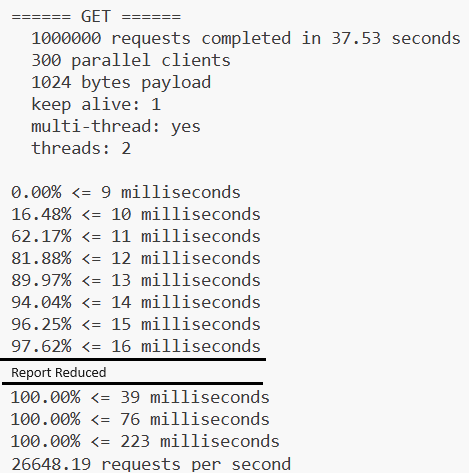 ====== GET ======
1000000 requests completed in 37.53 seconds
300 parallel clients
1024 bytes payload
keep alive: 1
multi-thread: yes
threads: 2
0.00% <= 9 milliseconds
16.48% <= 10 milliseconds
62.17% <= 11 milliseconds
81.88% <= 12 milliseconds
89.97% <= 13 milliseconds
94.04% <= 14 milliseconds
96.25% <= 15 milliseconds
97.62% <= 16 milliseconds
Report Reduced
100.00% <= 39 milliseconds
100.00% <= 76 milliseconds
100.00% <= 223 milliseconds
26648.19 requests per second